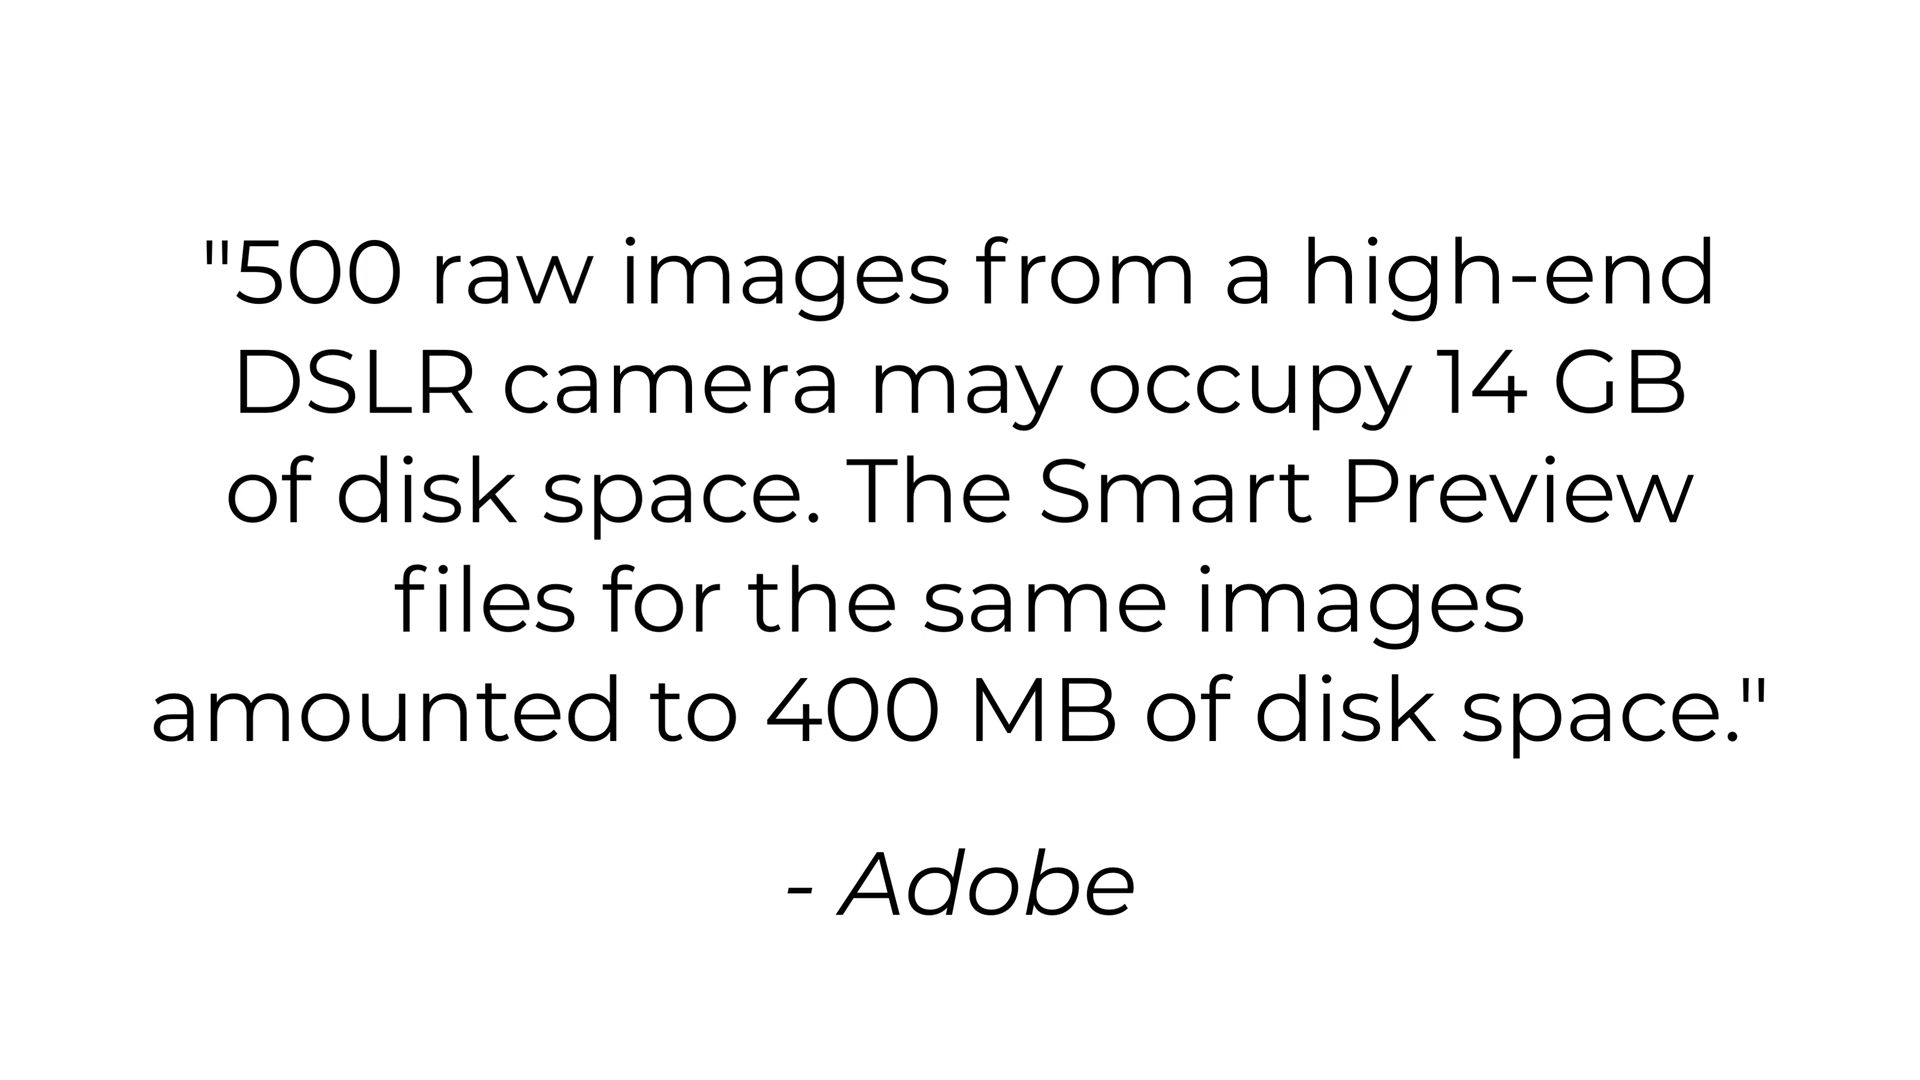 "500 raw images from a high-end
DSLR camera may occupy 14 GB
of disk space. The Smart Preview
files for the same images
amounted to 400 MB of disk space."
- Adobe